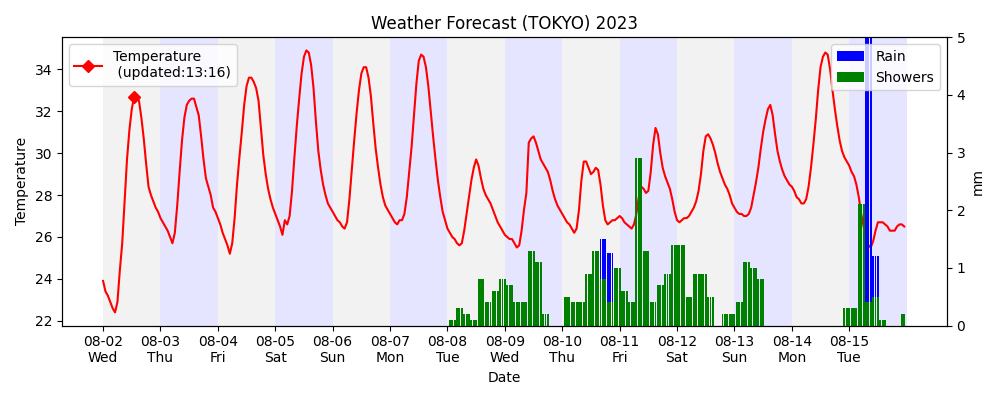 Weather Forecast (TOKYO) 2023
Temperature
(updated:13:16)
Rain
Showers
Temperature
34
32
30
28
26
24
22
5
4
3
2
1
0
mm
08-02 08-03 08-04 08-05 08-06 08-07 08-08 08-09 08-10 08-11 08-12 08-13 08-14 08-15
Wed Thu Fri Sat Sun Mon Tue Wed Thu Fri Sat Sun Mon Tue
Date